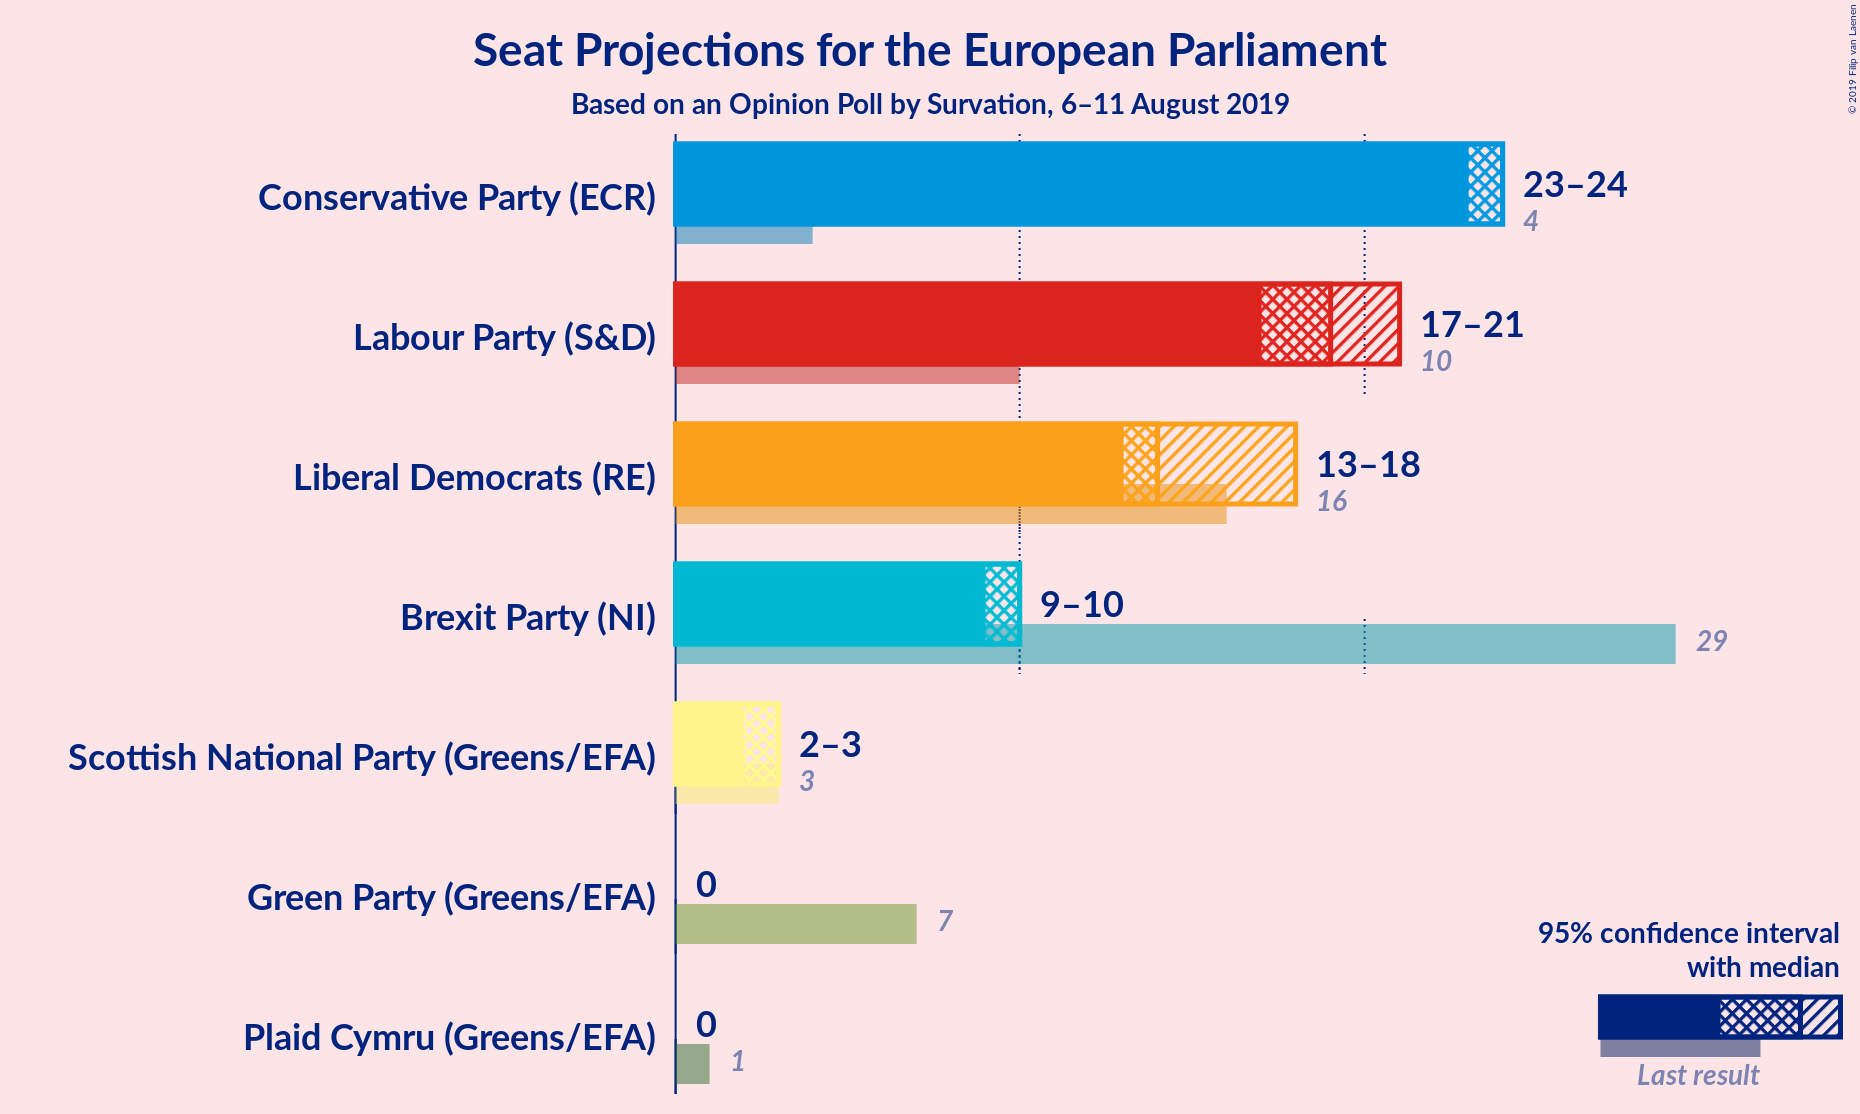 Seat Projections for the European Parliament
Based on an Opinion Poll by Survation, 6–11 August 2019
© 2019 Filip van Laenen
Conservative Party (ECR)
23–24
4
Labour Party (S&D)
17–21
10
Liberal Democrats (RE)
13–18
16
Brexit Party (NI)
9–10
29
Scottish National Party (Greens/EFA)
2–3
3
Green Party (Greens/EFA)
0
7
Plaid Cymru (Greens/EFA)
0
1
95% confidence interval
with median
Last result